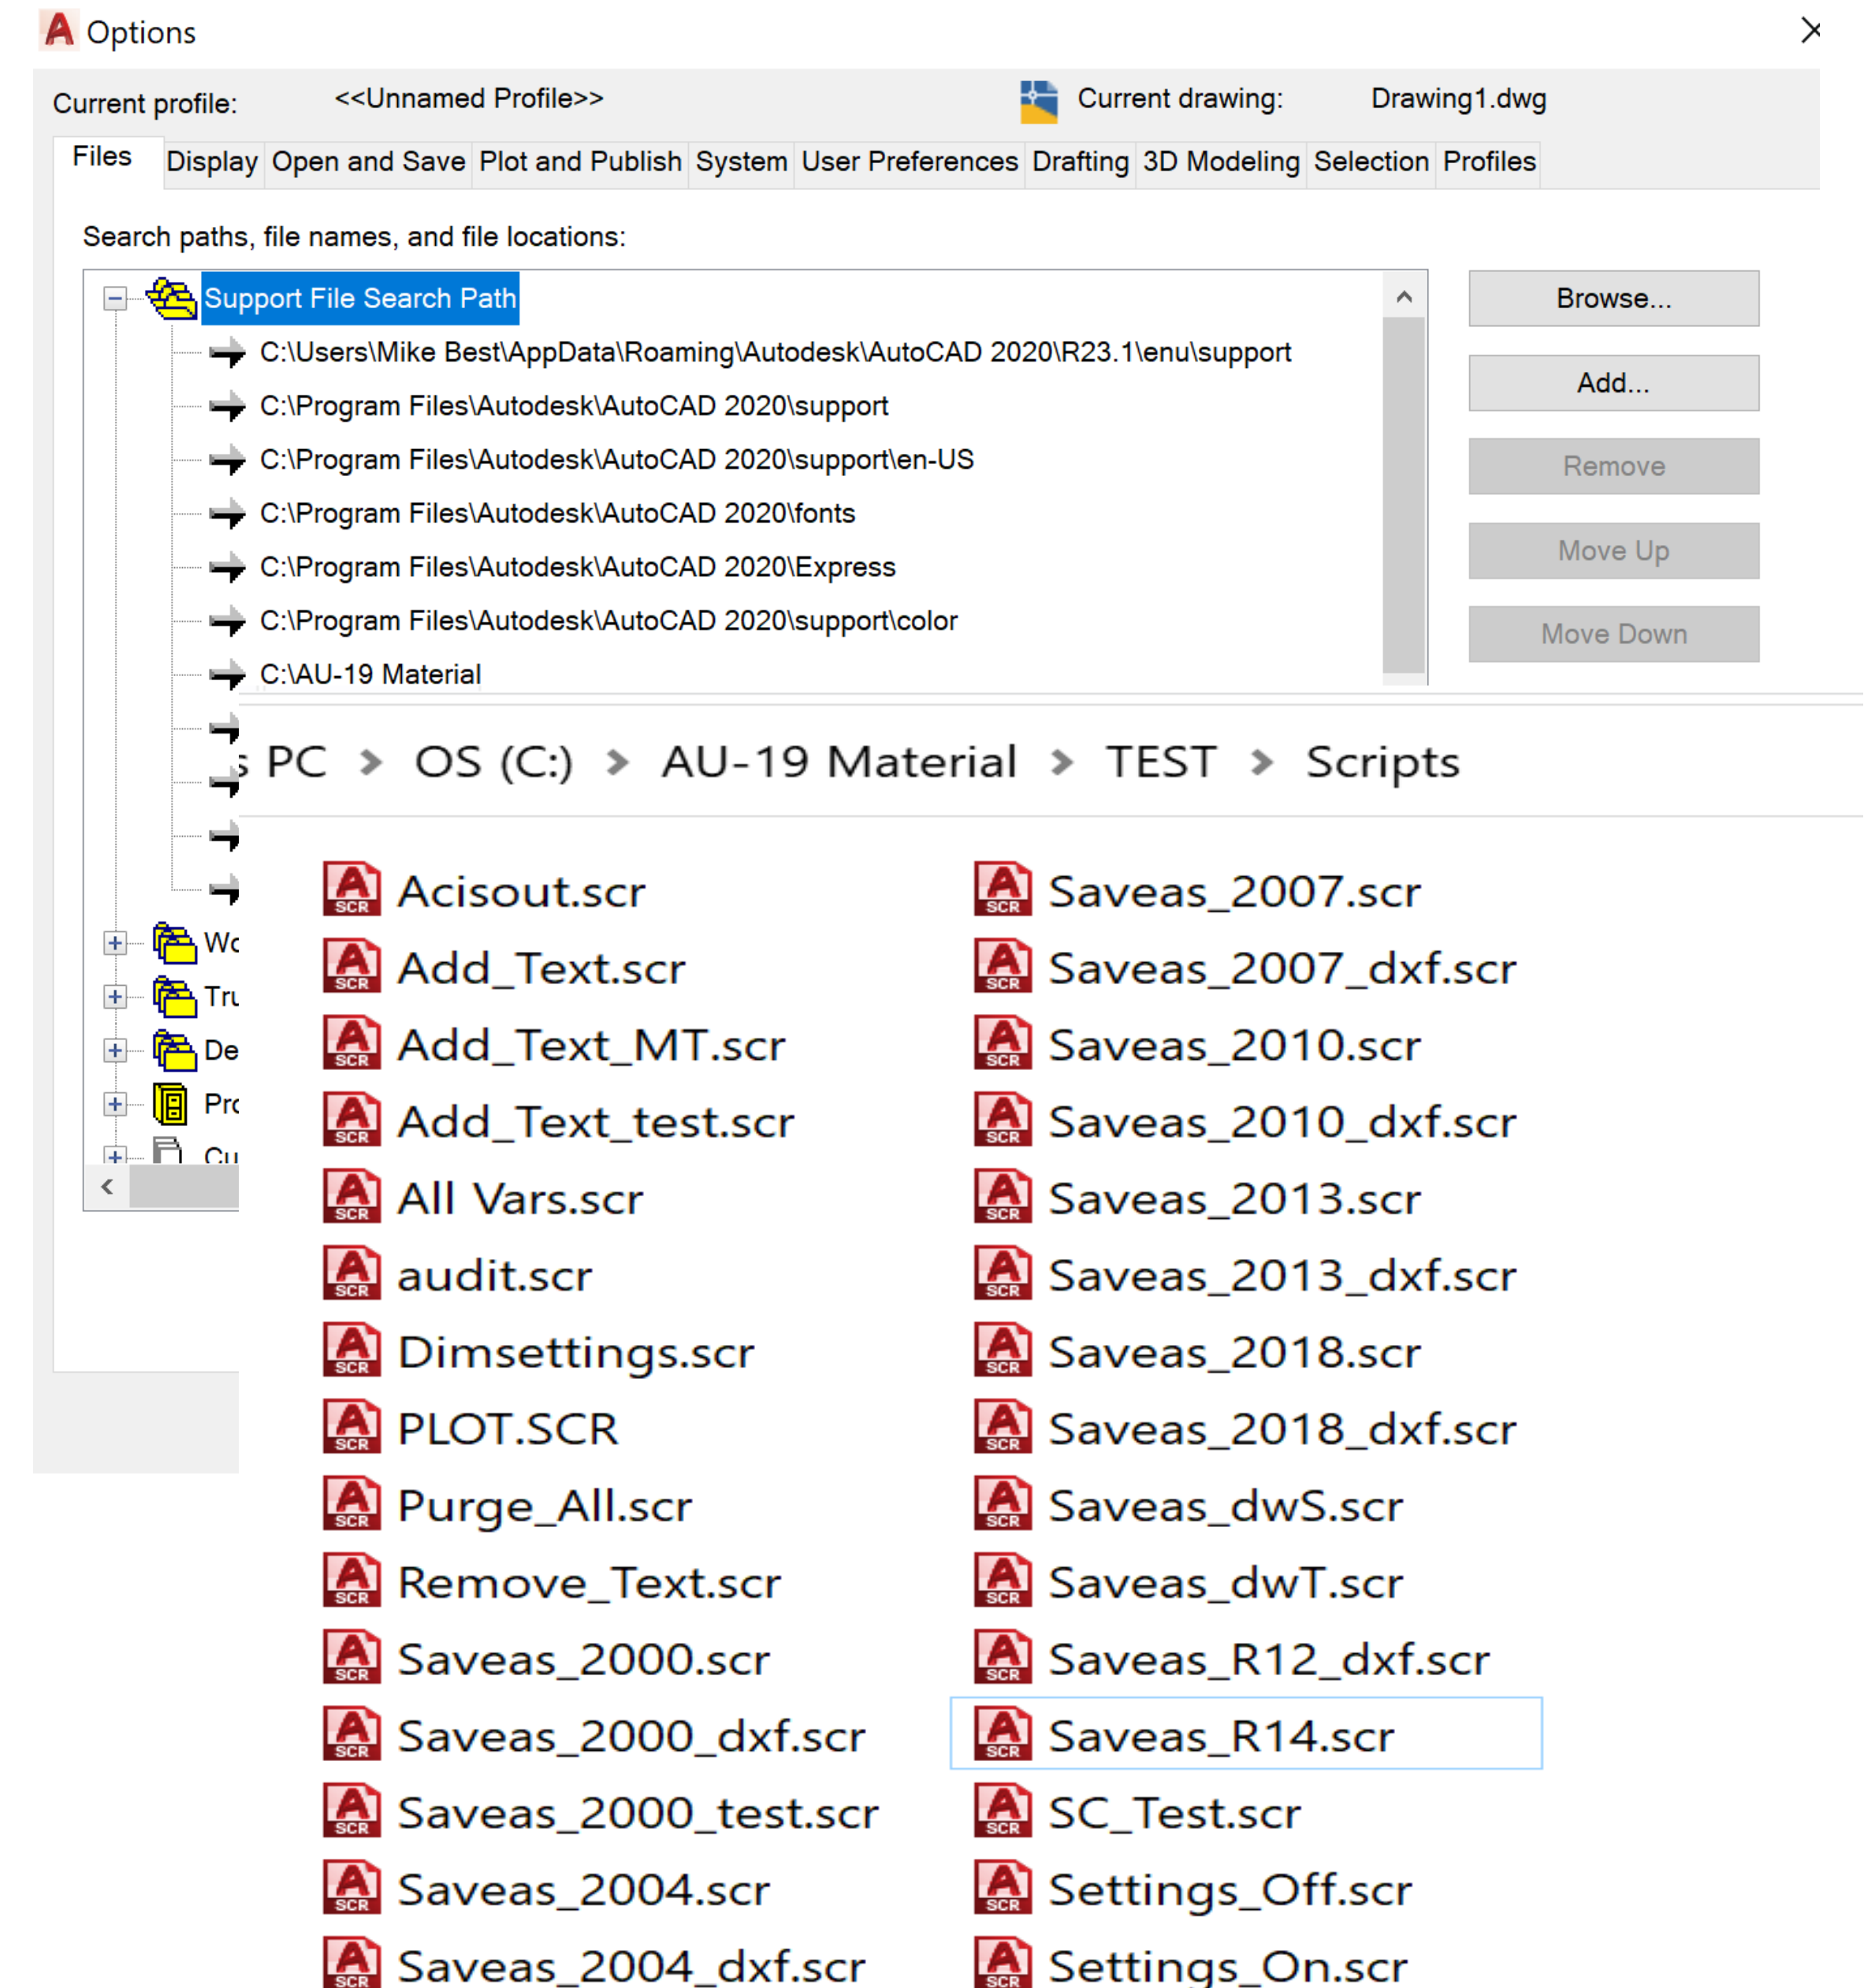 Options
Current profile: <<Unnamed Profile>> Current drawing: Drawing1.dwg
Files Display Open and Save Plot and Publish System User Preferences Drafting 3D Modeling Selection Profiles
Search paths, file names, and file locations:
Support File Search Path
C:\Users\Mike Best\AppData\Roaming\Autodesk\AutoCAD 2020\R23.1\enu\support
C:\Program Files\Autodesk\AutoCAD 2020\support
C:\Program Files\Autodesk\AutoCAD 2020\support\en-US
C:\Program Files\Autodesk\AutoCAD 2020\fonts
C:\Program Files\Autodesk\AutoCAD 2020\Express
C:\Program Files\Autodesk\AutoCAD 2020\support\color
C:\AU-19 Material
Browse...
Add...
Remove
Move Up
Move Down
Wo
Tru
De
Pro
Cu
s PC > OS (C:) > AU-19 Material > TEST > Scripts
Acisout.scr
Add_Text.scr
Add_Text_MT.scr
Add_Text_test.scr
All Vars.scr
audit.scr
Dimsettings.scr
PLOT.SCR
Purge_All.scr
Remove_Text.scr
Saveas_2000.scr
Saveas_2000_dxf.scr
Saveas_2000_test.scr
Saveas_2004.scr
Saveas_2004_dxf.scr
Saveas_2007.scr
Saveas_2007_dxf.scr
Saveas_2010.scr
Saveas_2010_dxf.scr
Saveas_2013.scr
Saveas_2013_dxf.scr
Saveas_2018.scr
Saveas_2018_dxf.scr
Saveas_dwS.scr
Saveas_dwT.scr
Saveas_R12_dxf.scr
Saveas_R14.scr
SC_Test.scr
Settings_Off.scr
Settings_On.scr